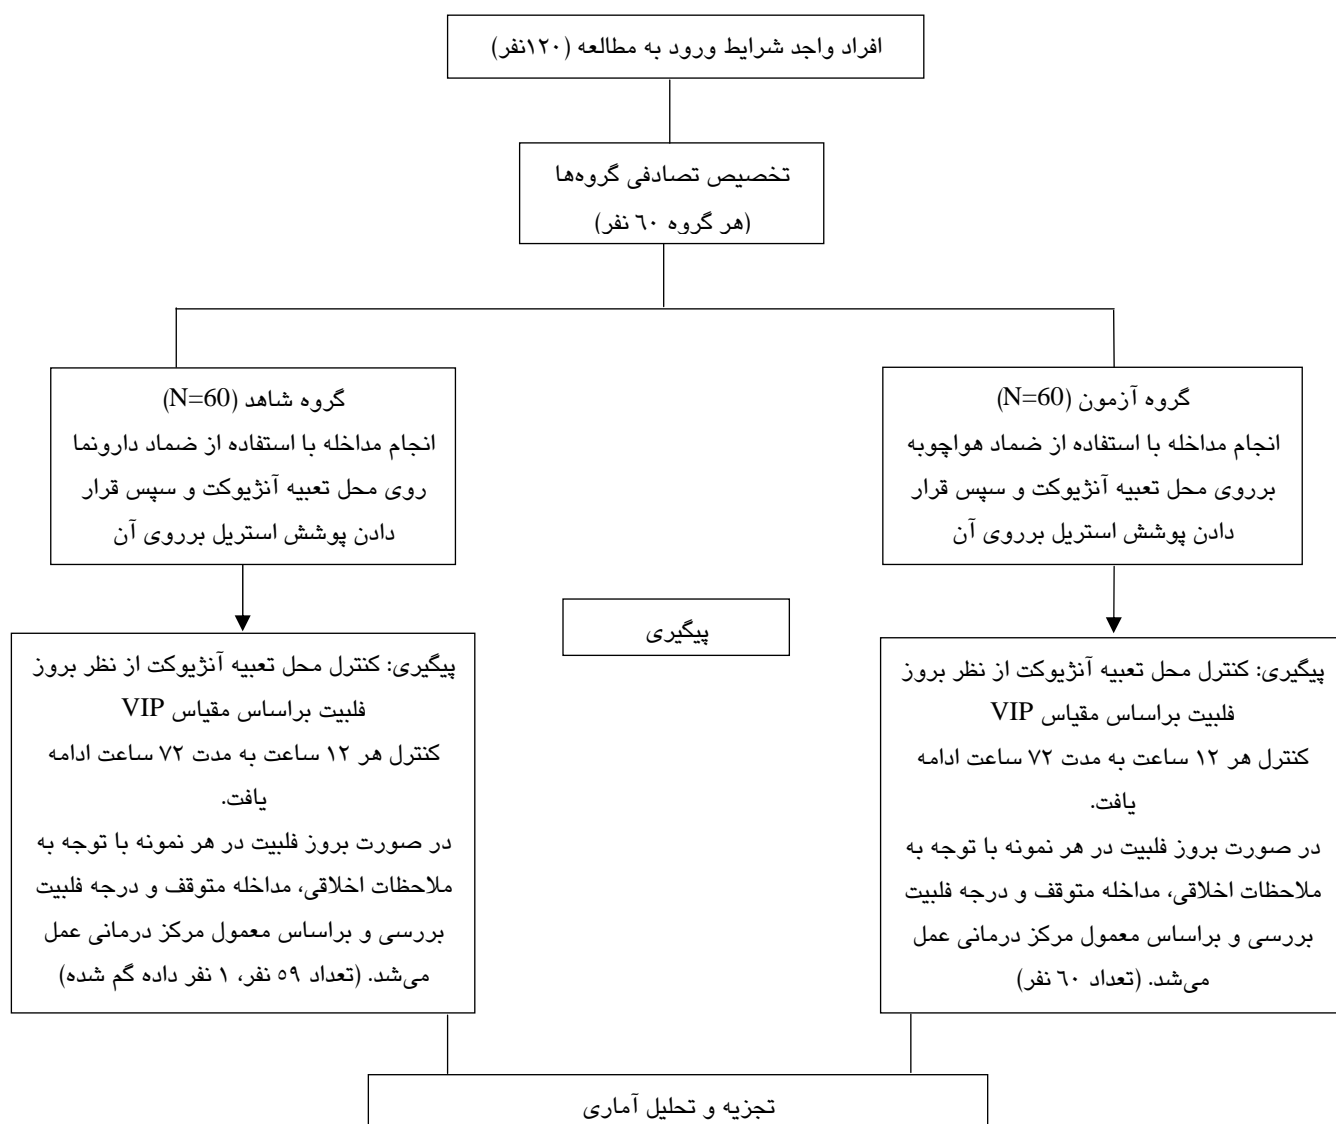 افراد واجد شرایط ورود به مطالعه (۱۲۰نفر)
تخصیص تصادفی گروه‌ها
(هر گروه ۶۰ نفر)
گروه آزمون (N=60)
انجام مداخله با استفاده از ضماد هواچوبه
برروی محل تعبیه آنژیوکت و سپس قرار
دادن پوشش استریل برروی آن
گروه شاهد (N=60)
انجام مداخله با استفاده از ضماد دارونما
روی محل تعبیه آنژیوکت و سپس قرار
دادن پوشش استریل برروی آن
پیگیری
پیگیری: کنترل محل تعبیه آنژیوکت از نظر بروز
فلبیت براساس مقیاس VIP
کنترل هر ۱۲ ساعت به مدت ۷۲ ساعت ادامه
یافت.
در صورت بروز فلبیت در هر نمونه با توجه به
ملاحظات اخلاقی، مداخله متوقف و درجه فلبیت
بررسی و براساس معمول مرکز درمانی عمل
می‌شد. (تعداد ۶۰ نفر)
پیگیری: کنترل محل تعبیه آنژیوکت از نظر بروز
فلبیت براساس مقیاس VIP
کنترل هر ۱۲ ساعت به مدت ۷۲ ساعت ادامه
یافت.
در صورت بروز فلبیت در هر نمونه با توجه به
ملاحظات اخلاقی، مداخله متوقف و درجه فلبیت
بررسی و براساس معمول مرکز درمانی عمل
می‌شد. (تعداد ۵۹ نفر، ۱ نفر داده گم شده)
تجزیه و تحلیل آماری